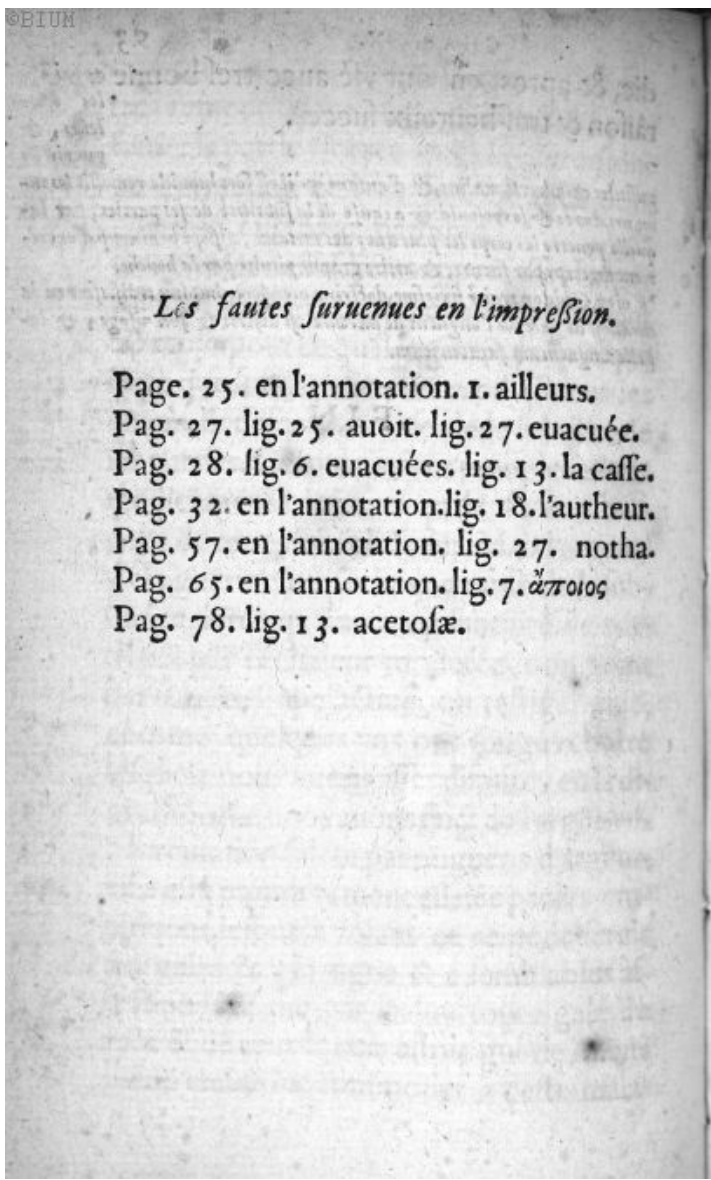 ©BIUM
Les fautes ſuruenues en l'impreſsion.
Page. 25. en l'annotation. 1. ailleurs.
Pag. 27. lig. 25. auoit. lig. 27. euacuée.
Pag. 28. lig. 6. euacuées. lig. 13. la caſſe.
Pag. 32. en l'annotation. lig. 18. l'autheur.
Pag. 57. en l'annotation. lig. 27. notha.
Pag. 65. en l'annotation. lig. 7. ἄποιος
Pag. 78. lig. 13. acetoſæ.